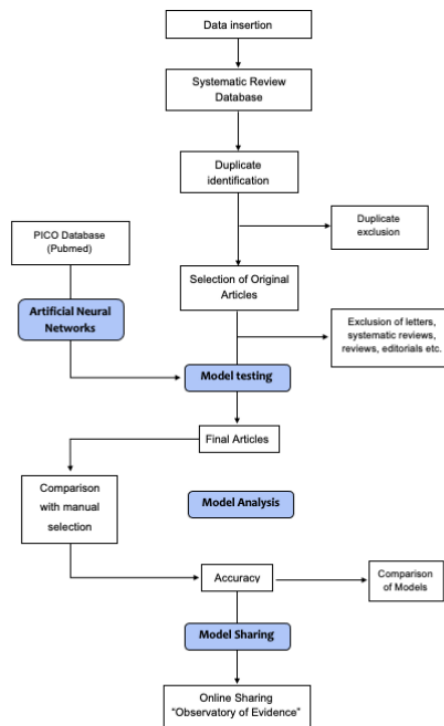 Data insertion
Systematic Review
Database
Duplicate
identification
Duplicate
exclusion
PICO Database
(Pubmed)
Selection of Original
Articles
Artificial Neural
Networks
Exclusion of letters,
systematic reviews,
reviews, editorials etc.
Model testing
Final Articles
Comparison
with manual
selection
Model Analysis
Accuracy
Comparison
of Models
Model Sharing
Online Sharing
“Observatory of Evidence”